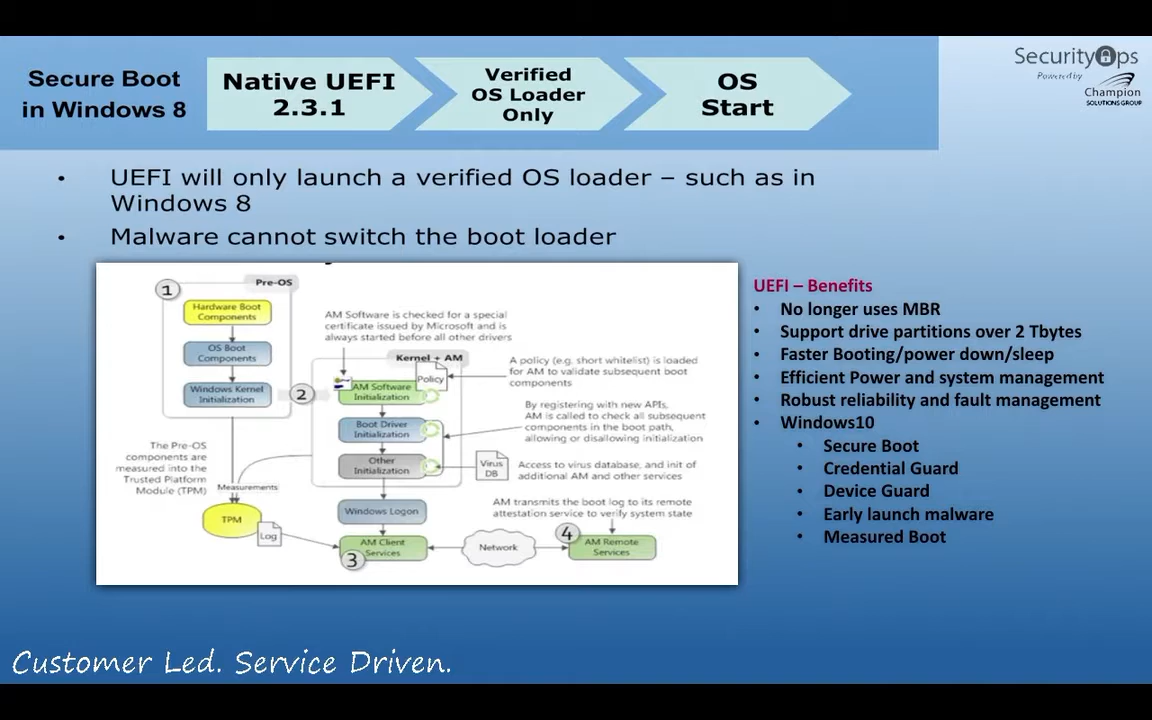 Secure Boot
in Windows 8
Native UEFI
2.3.1
Verified
OS Loader
Only
OS
Start
SecurityOps
Powered by
Champion
SOLUTIONS GROUP
• UEFI will only launch a verified OS loader – such as in
Windows 8
• Malware cannot switch the boot loader
1
Pre-OS
Hardware Boot
Components
OS Boot
Components
Windows Kernel
Initialization
AM Software is checked for a special
certificate issued by Microsoft and is
always started before all other drivers
2
Kernel + AM
Policy
AM Software
Initialization
Boot Driver
Initialization
Other
Initialization
Virus
DB
A policy (e.g. short whitelist) is loaded
for AM to validate subsequent boot
components
By registering with new APIs,
AM is called to check all subsequent
components in the boot path,
allowing or disallowing initialization
Access to virus database, and init of
additional AM and other services
The Pre-OS
components are
measured into the
Trusted Platform
Module (TPM)
Measurements
TPM
Log
Windows Logon
AM transmits the boot log to its remote
attestation service to verify system state
3
AM Client
Services
Network
4
AM Remote
Services
UEFI – Benefits
• No longer uses MBR
• Support drive partitions over 2 Tbytes
• Faster Booting/power down/sleep
• Efficient Power and system management
• Robust reliability and fault management
• Windows10
• Secure Boot
• Credential Guard
• Device Guard
• Early launch malware
• Measured Boot
Customer Led. Service Driven.